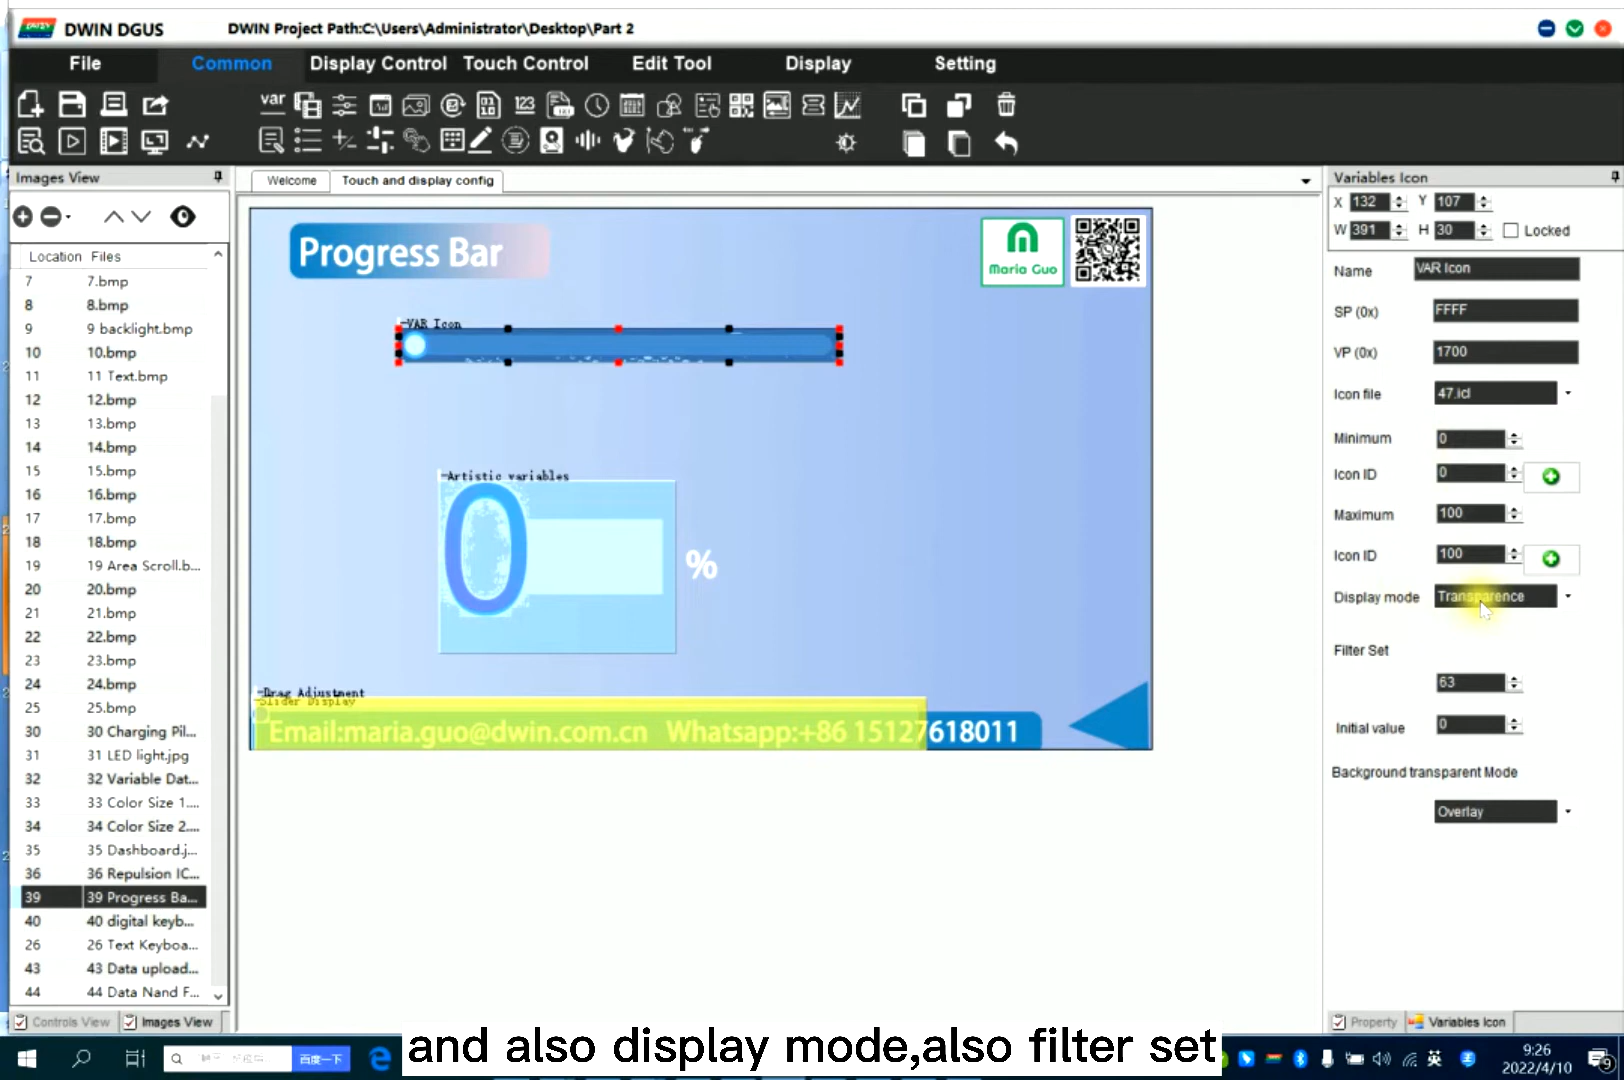 DWIN DGUS
DWIN Project Path:C:\Users\Administrator\Desktop\Part 2
File Common Display Control Touch Control Edit Tool Display Setting
var
123
Images View
Welcome
Touch and display config
Location Files
7 7.bmp
8 8.bmp
9 9 backlight.bmp
10 10.bmp
11 11 Text.bmp
12 12.bmp
13 13.bmp
14 14.bmp
15 15.bmp
16 16.bmp
17 17.bmp
18 18.bmp
19 19 Area Scroll.b...
20 20.bmp
21 21.bmp
22 22.bmp
23 23.bmp
24 24.bmp
25 25.bmp
30 30 Charging Pil...
31 31 LED light.jpg
32 32 Variable Dat...
33 33 Color Size 1....
34 34 Color Size 2....
35 35 Dashboard.j...
36 36 Repulsion IC...
39 39 Progress Ba...
40 40 digital keyb...
26 26 Text Keyboa...
43 43 Data upload...
44 44 Data Nand F...
Controls View
Images View
Progress Bar
Maria Guo
VAR Icon
Artistic variables
0
%
Drag Adjustment
Slider Display
Email:maria.guo@dwin.com.cn Whatsapp:+86 15127618011
Variables Icon
X 132 Y 107
W 391 H 30 Locked
Name VAR Icon
SP (0x) FFFF
VP (0x) 1700
Icon file 47.icl
Minimum 0
Icon ID 0
Maximum 100
Icon ID 100
Display mode Transparence
Filter Set
63
Initial value 0
Background transparent Mode
Overlay
Property
Variables Icon
and also display mode,also filter set
百度一下
英
9:26
2022/4/10
9